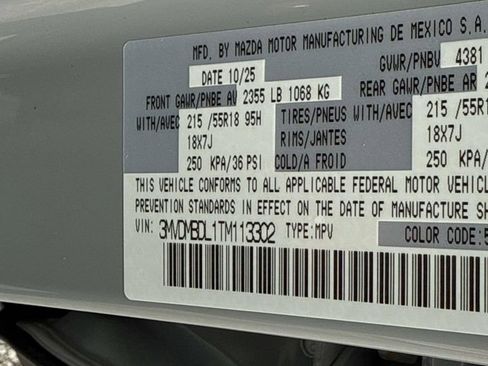 MFD. BY MAZDA MOTOR MANUFACTURING DE MEXICO S.A.
DATE 10/25 GVWR/PNBV 4381
FRONT GAWR/PNBE AV 2355 LB 1068 KG REAR GAWR/PNBE AR
WITH/AVEC 215 /55R18 95H TIRES/PNEUS WITH/AVEC 215 /55R
18X7J RIMS/JANTES 18X7J
250 KPA/36 PSI COLD/A FROID 250 KPA/
THIS VEHICLE CONFORMS TO ALL APPLICABLE FEDERAL MOTOR VEHICL
PREVENTION STANDARDS IN EFFECT ON THE DATE OF MANUFACTURE SH
VIN: 3MVDMBDL1TM113302 TYPE: MPV COLOR CODE:5